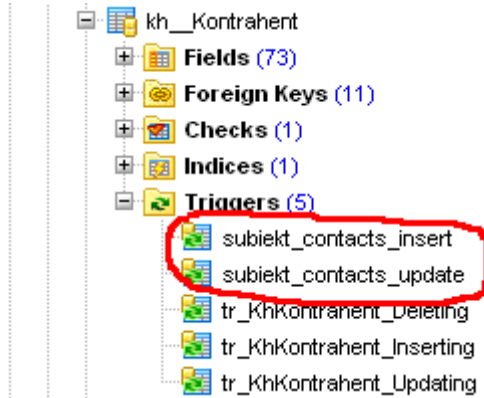 kh__Kontrahent
Fields (73)
Foreign Keys (11)
Checks (1)
Indices (1)
Triggers (5)
subiekt_contacts_insert
subiekt_contacts_update
tr_KhKontrahent_Deleting
tr_KhKontrahent_Inserting
tr_KhKontrahent_Updating